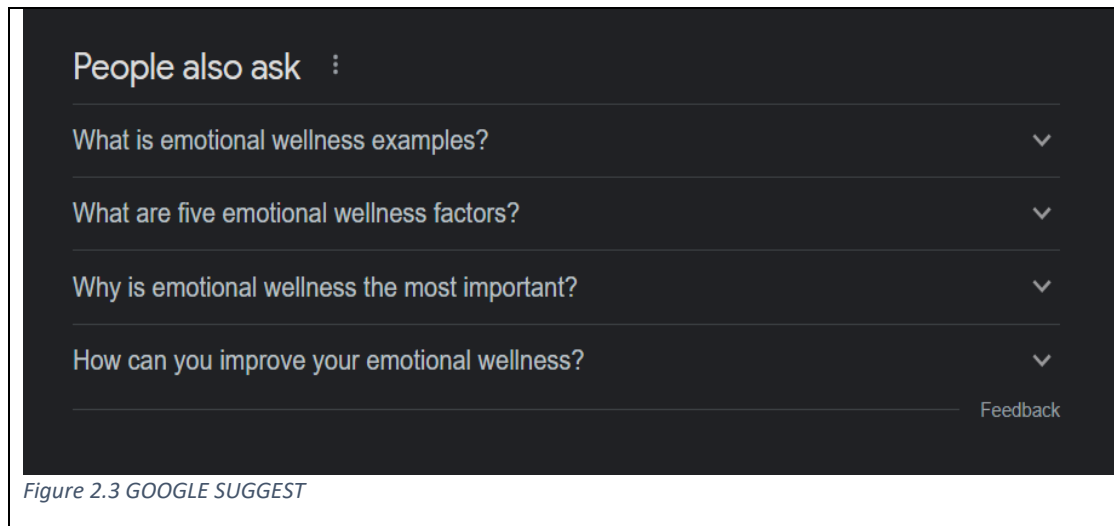 People also ask
What is emotional wellness examples?
What are five emotional wellness factors?
Why is emotional wellness the most important?
How can you improve your emotional wellness?
Feedback
Figure 2.3 GOOGLE SUGGEST